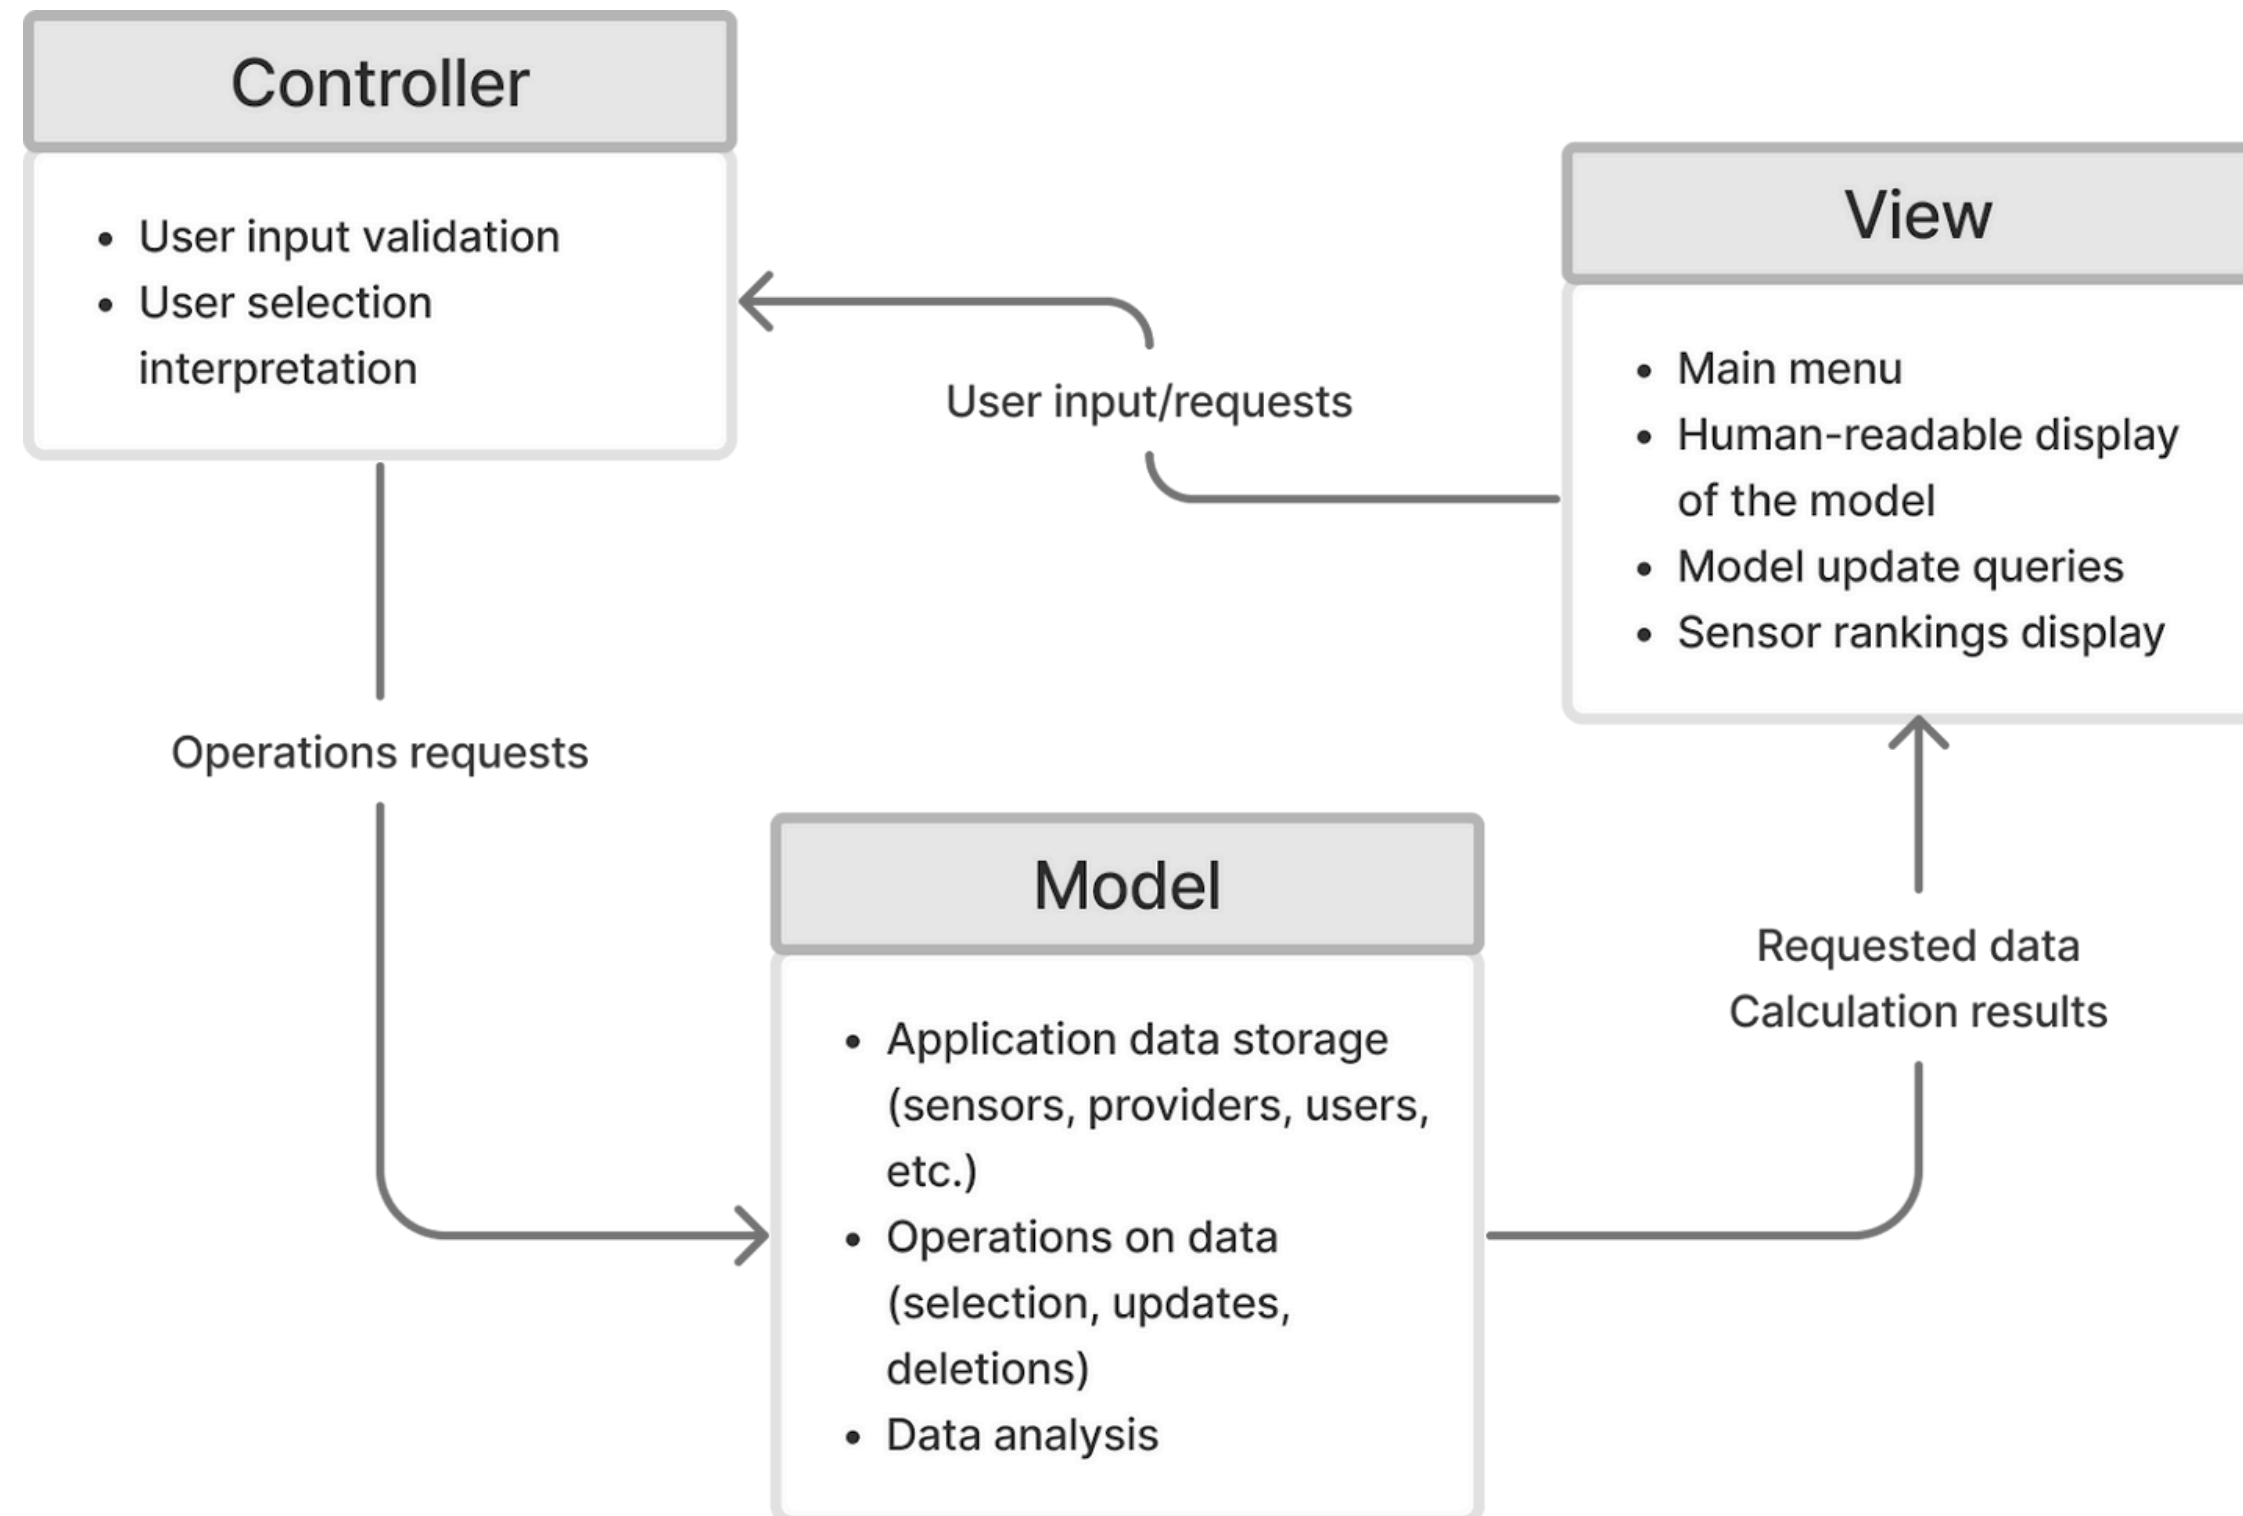 Controller
• User input validation
• User selection
interpretation
User input/requests
View
• Main menu
• Human-readable display
of the model
• Model update queries
• Sensor rankings display
Operations requests
Model
• Application data storage
(sensors, providers, users,
etc.)
• Operations on data
(selection, updates,
deletions)
• Data analysis
Requested data
Calculation results